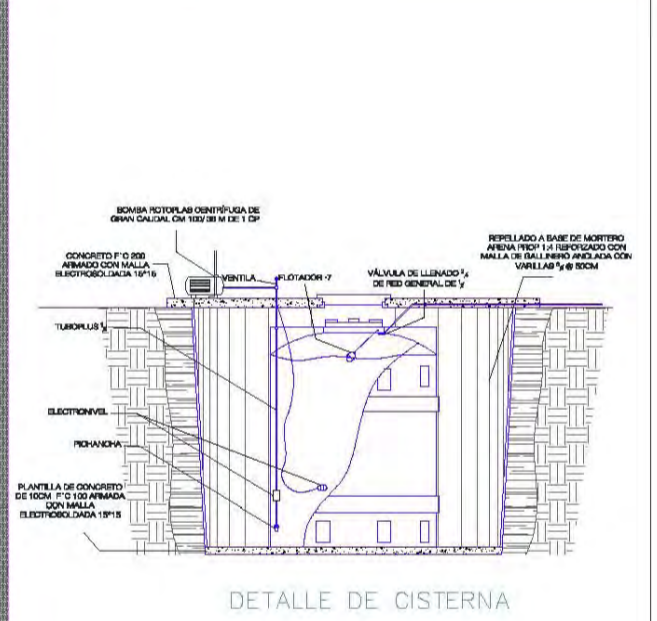 BOMBA ROTOPLAS CENTRÍFUGA DE
GRAN CAUDAL CM 100/38 M DE 1 CP
CONCRETO F´C 200
ARMADO CON MALLA
ELECTROSOLDADA 15*15
VENTILA
FLOTADOR
VÁLVULA DE LLENADO
DE RED GENERAL DE
REPELLADO A BASE DE MORTERO
ARENA PROP 1:4 REFORZADO CON
MALLA DE GALLINERO ANCLADA CON
VARILLAS @ 50CM
TUBOPLUS
ELECTRONIVEL
PICHANCHA
PLANTILLA DE CONCRETO
DE 10CM F´C 100 ARMADA
CON MALLA
ELECTROSOLDADA 15*15
DETALLE DE CISTERNA